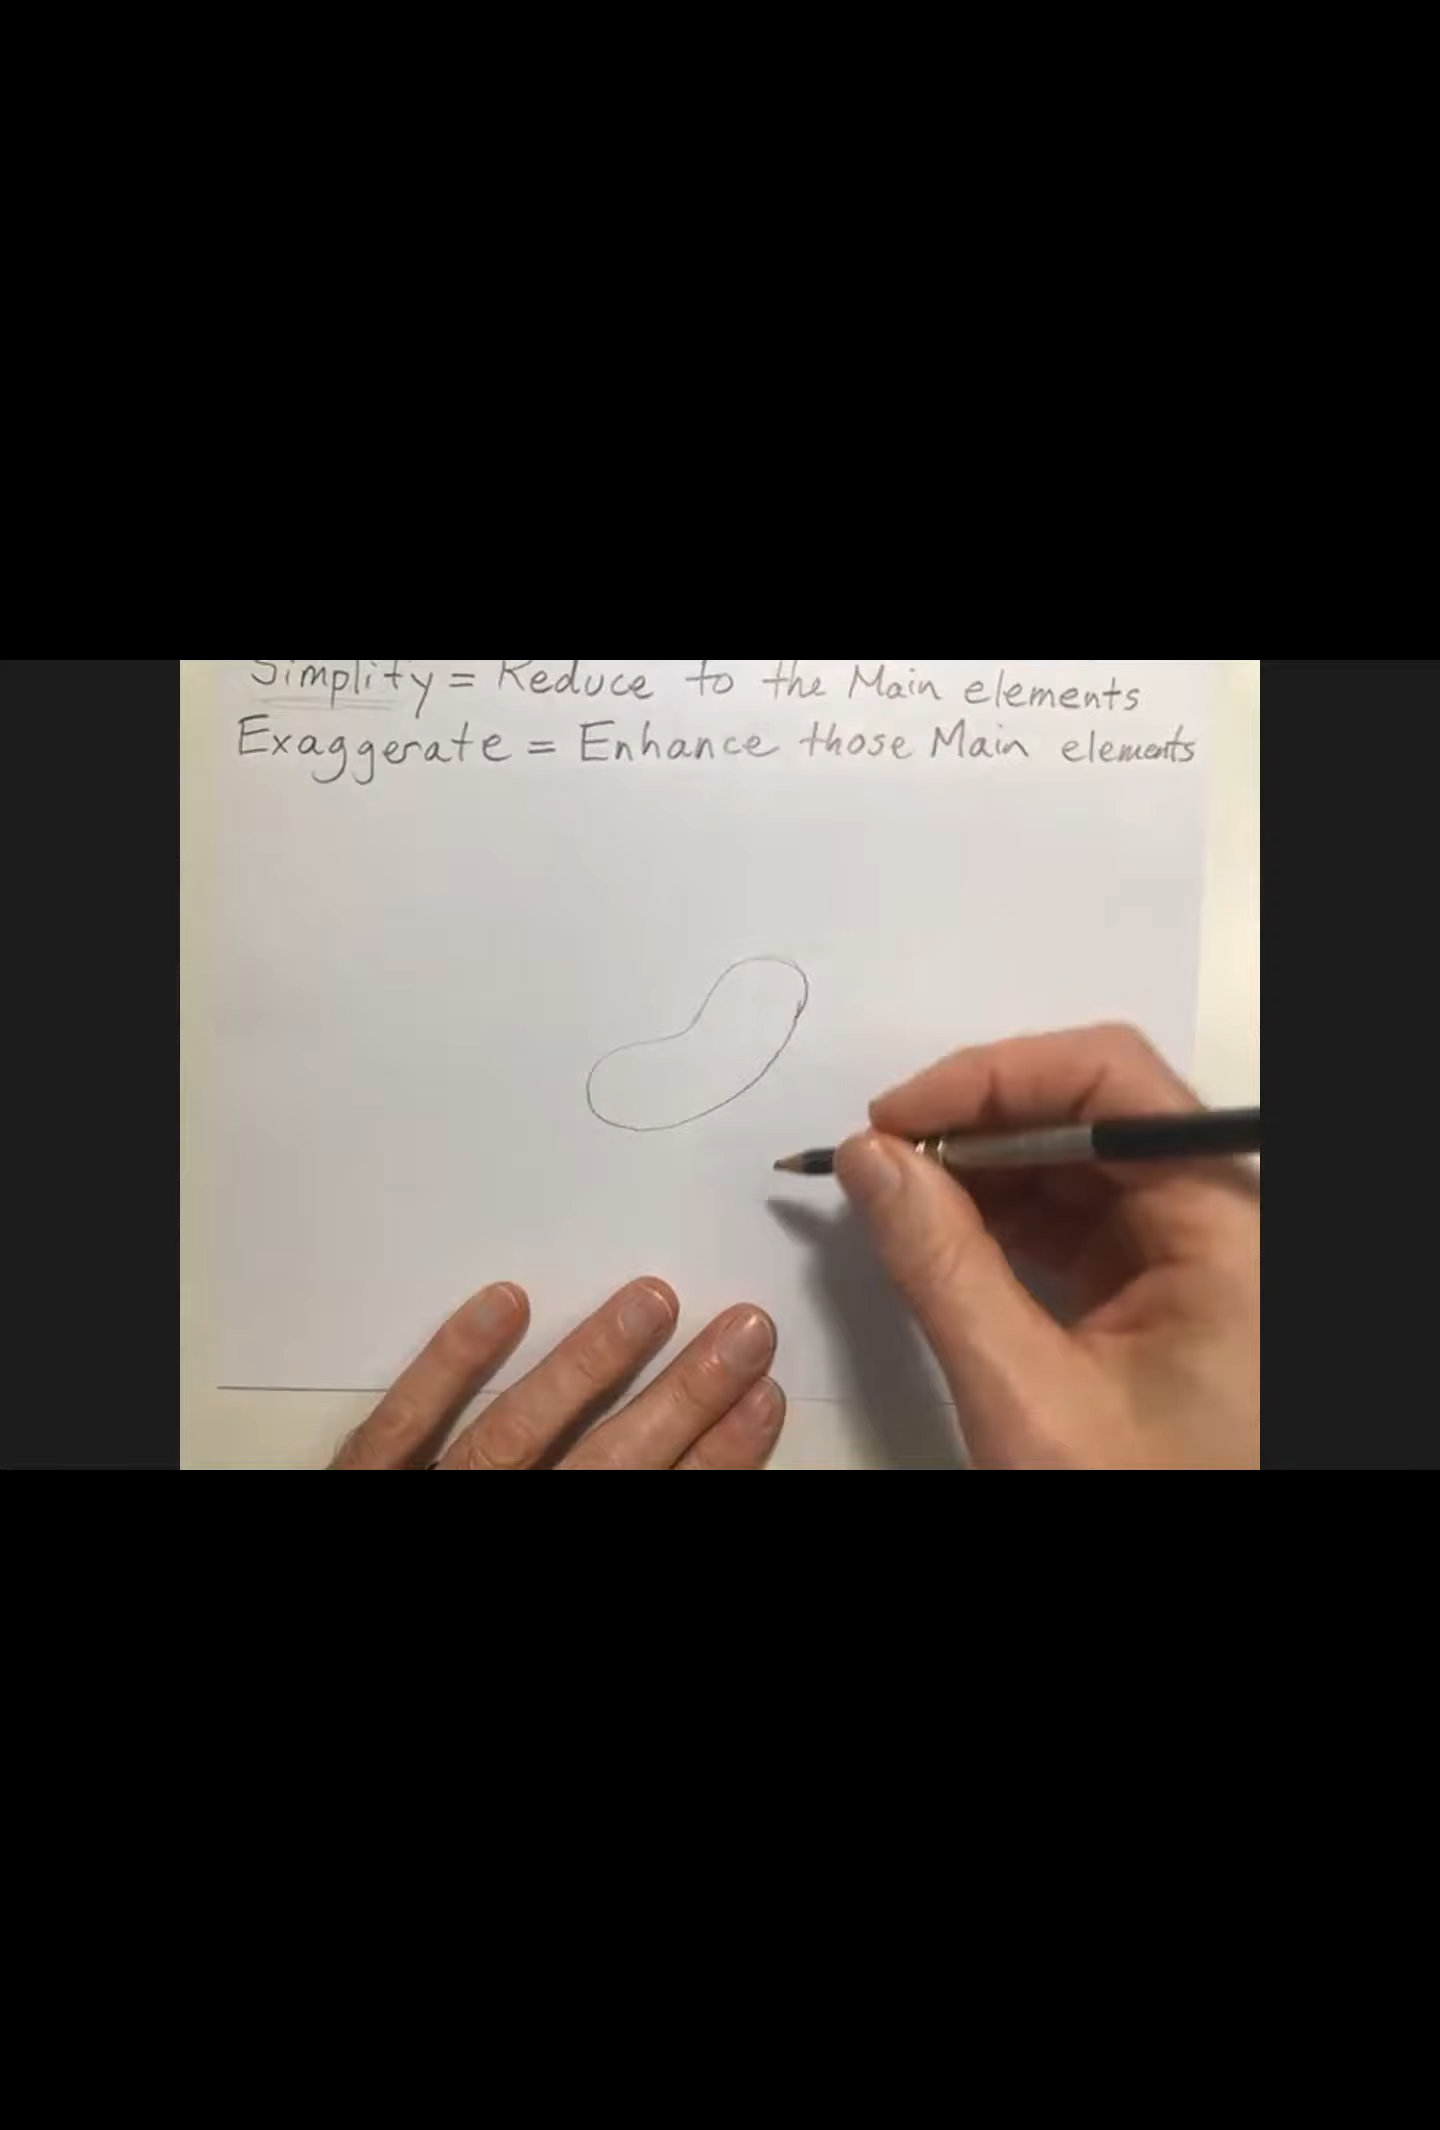 Simplify = Reduce to the Main elements
Exaggerate = Enhance those Main elements